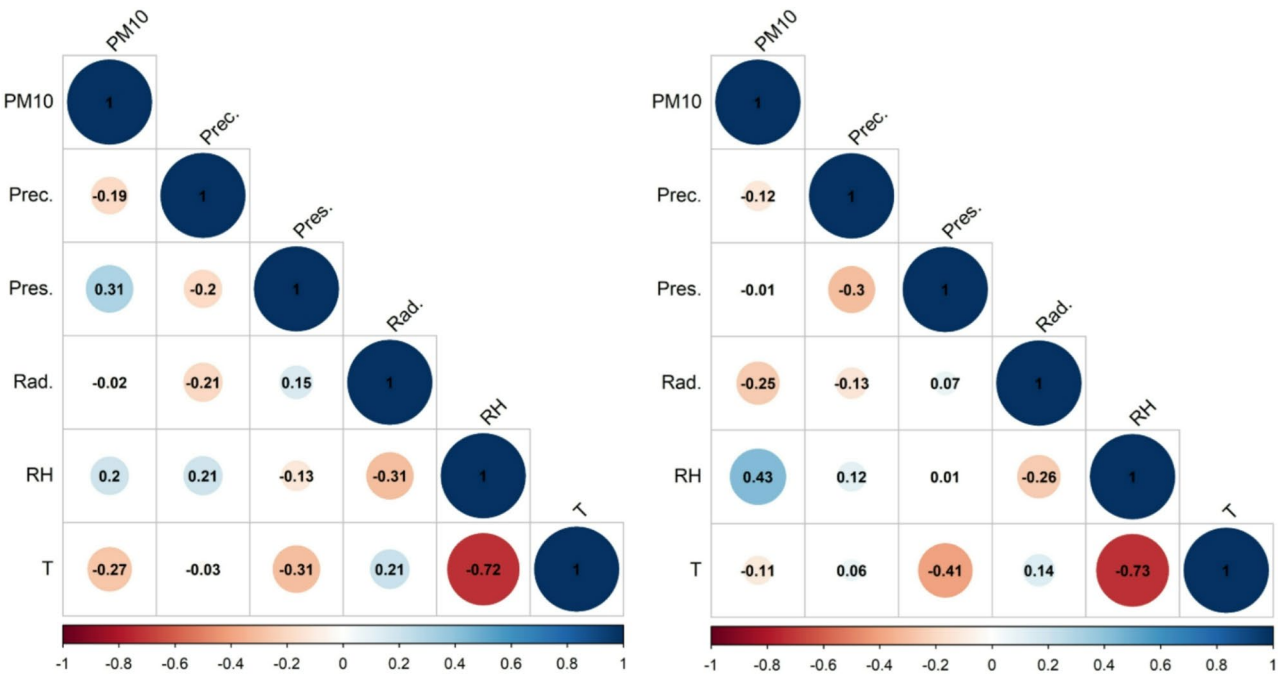 PM10
PM10 1
Prec.
Prec. -0.19 1
Pres.
Pres. 0.31 -0.2 1
Rad.
Rad. -0.02 -0.21 0.15 1
RH
RH 0.2 0.21 -0.13 -0.31 1
T
T -0.27 -0.03 -0.31 0.21 -0.72 1
-1 -0.8 -0.6 -0.4 -0.2 0 0.2 0.4 0.6 0.8 1
PM10
PM10 1
Prec.
Prec. -0.12 1
Pres.
Pres. -0.01 -0.3 1
Rad.
Rad. -0.25 -0.13 0.07 1
RH
RH 0.43 0.12 0.01 -0.26 1
T
T -0.11 0.06 -0.41 0.14 -0.73 1
-1 -0.8 -0.6 -0.4 -0.2 0 0.2 0.4 0.6 0.8 1